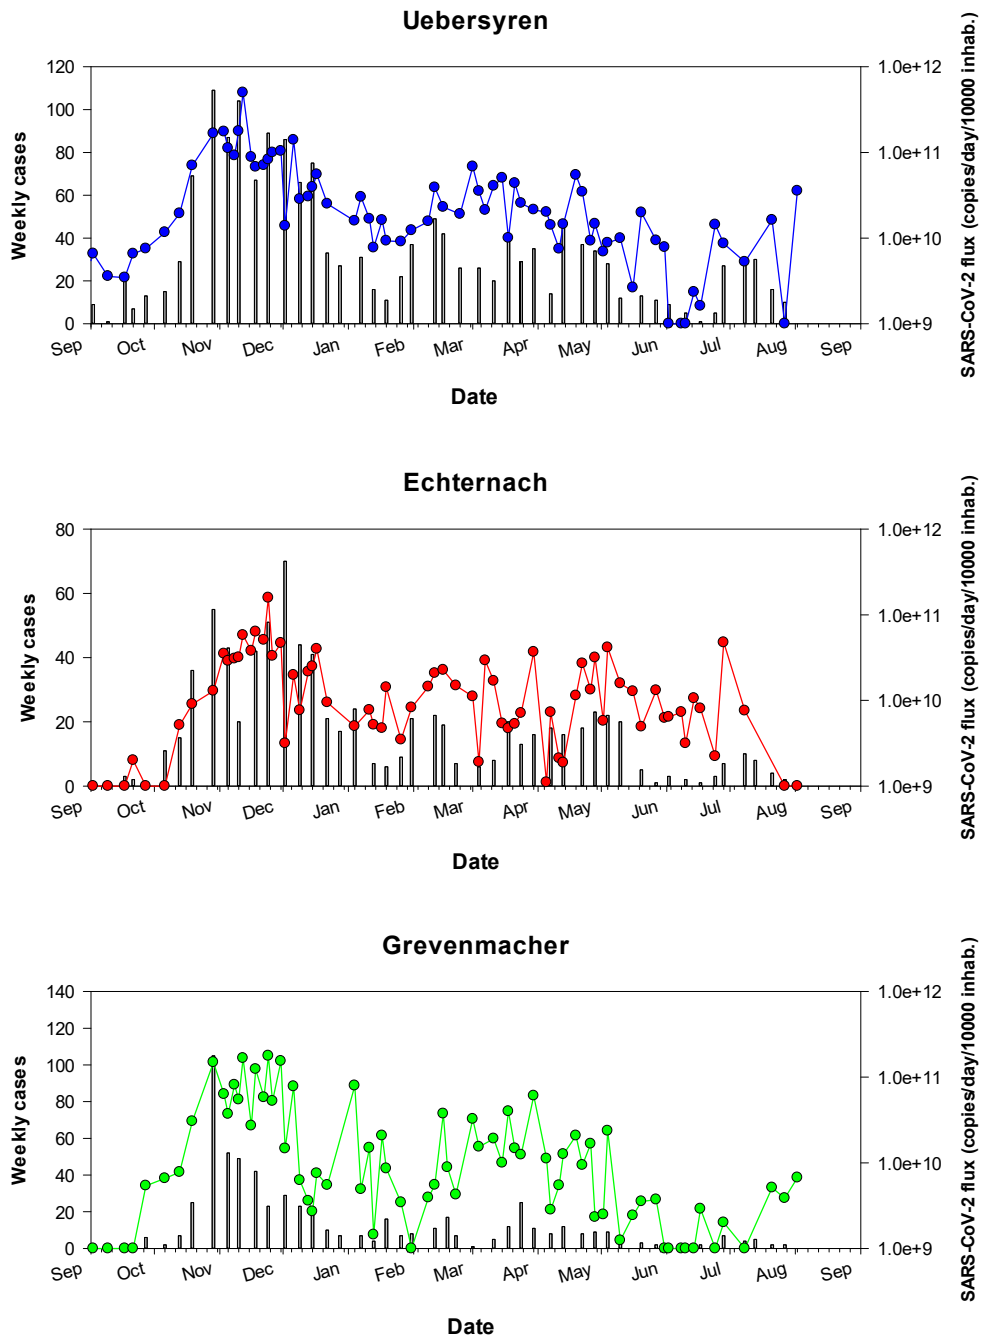 Uebersyren
Weekly cases
120
100
80
60
40
20
0
1.0e+12
1.0e+11
1.0e+10
1.0e+9
SARS-CoV-2 flux (copies/day/10000 inhab.)
Sep Oct Nov Dec Jan Feb Mar Apr May Jun Jul Aug Sep
Date
Echternach
Weekly cases
80
60
40
20
0
1.0e+12
1.0e+11
1.0e+10
1.0e+9
SARS-CoV-2 flux (copies/day/10000 inhab.)
Sep Oct Nov Dec Jan Feb Mar Apr May Jun Jul Aug Sep
Date
Grevenmacher
Weekly cases
140
120
100
80
60
40
20
0
1.0e+12
1.0e+11
1.0e+10
1.0e+9
SARS-CoV-2 flux (copies/day/10000 inhab.)
Sep Oct Nov Dec Jan Feb Mar Apr May Jun Jul Aug Sep
Date